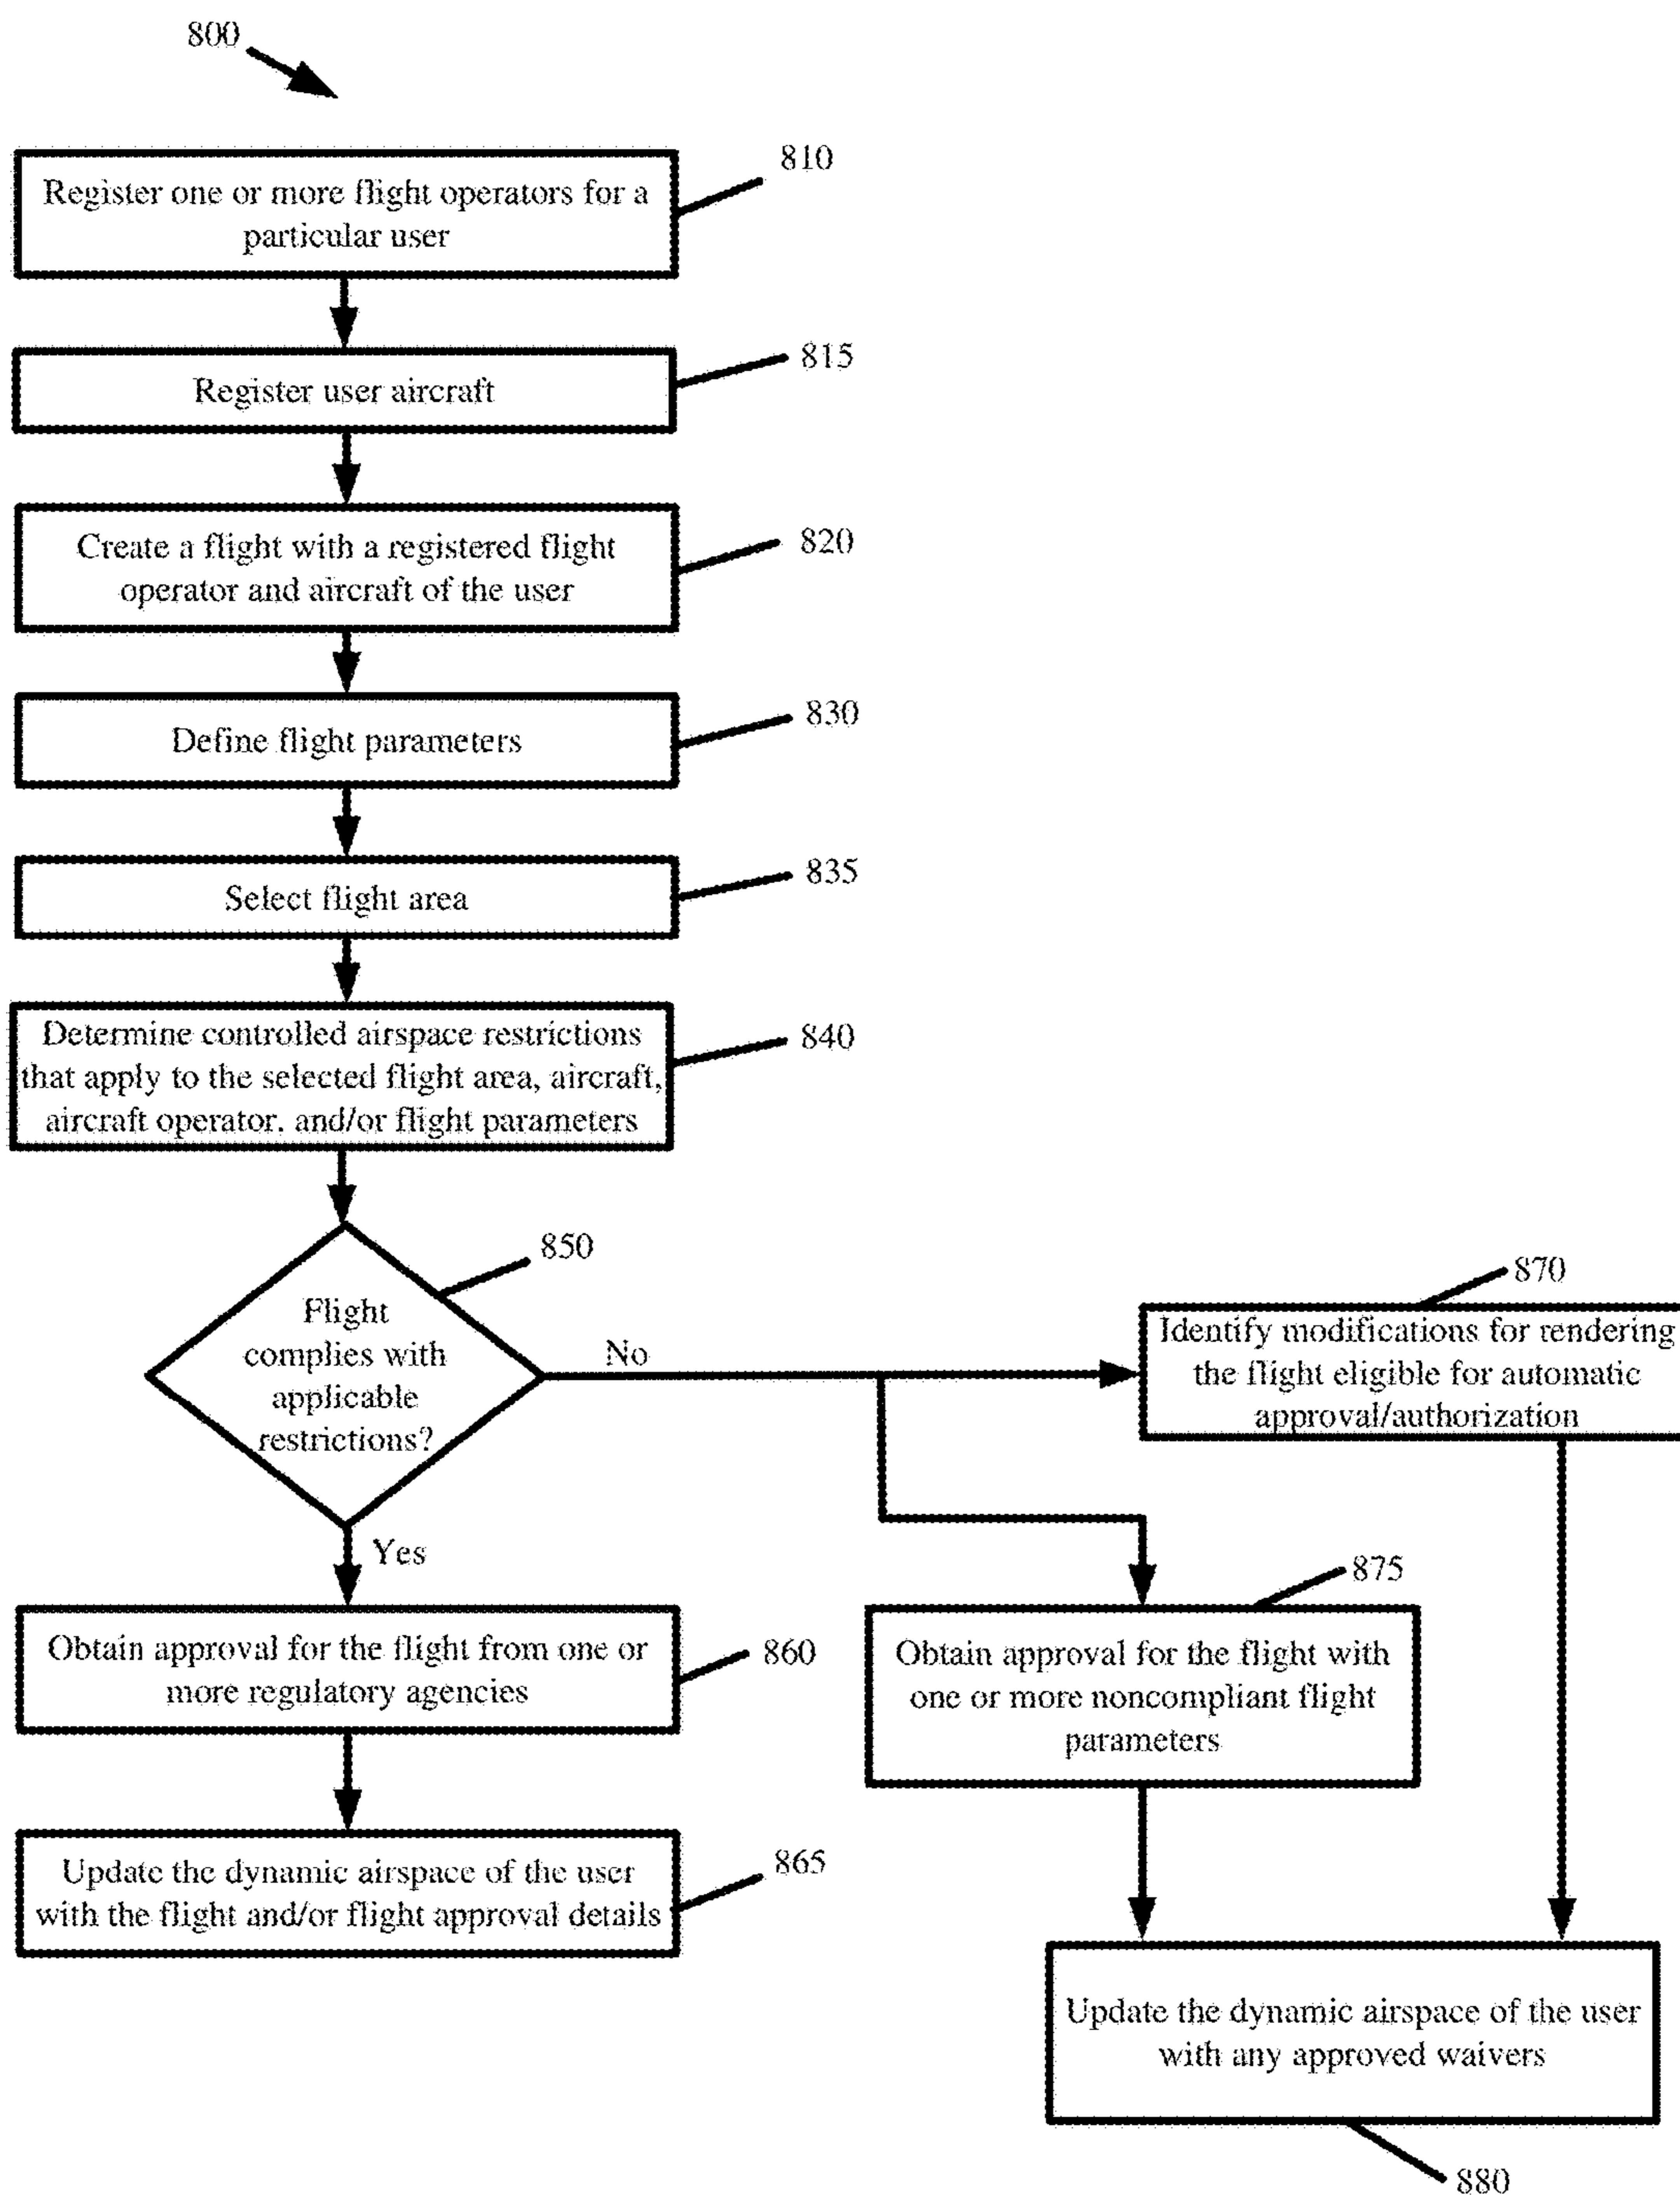 800
810
Register one or more flight operators for a
particular user
815
Register user aircraft
820
Create a flight with a registered flight
operator and aircraft of the user
830
Define flight parameters
835
Select flight area
840
Determine controlled airspace restrictions
that apply to the selected flight area, aircraft,
aircraft operator, and/or flight parameters
850
Flight
complies with
applicable
restrictions?
No
Yes
870
Identify modifications for rendering
the flight eligible for automatic
approval/authorization
860
Obtain approval for the flight from one or
more regulatory agencies
875
Obtain approval for the flight with
one or more noncompliant flight
parameters
865
Update the dynamic airspace of the user
with the flight and/or flight approval details
Update the dynamic airspace of the user
with any approved waivers
880